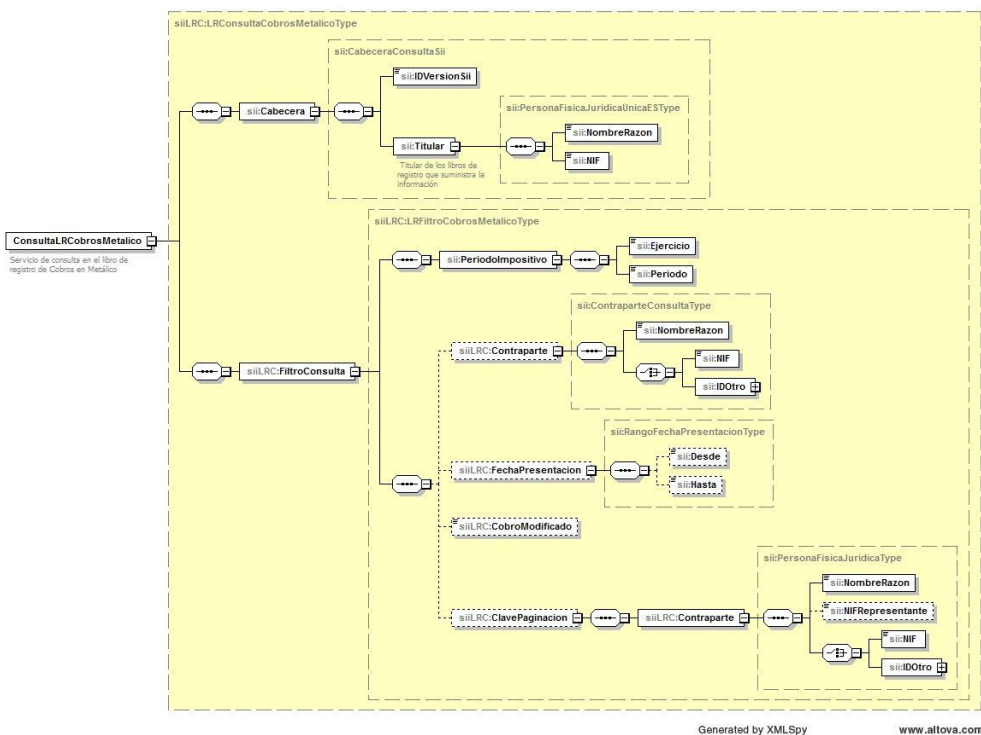 siiLRC:LRConsultaCobrosMetalicoType
sii:CabeceraConsultaSii
sii:IDVersionSii
sii:PersonaFisicaJuridicaUnicaESType
sii:Cabecera
sii:NombreRazon
sii:Titular
sii:NIF
Titular de los libros de
registro que suministra la
información
siiLRC:LRFiltroCobrosMetalicoType
ConsultaLRCobrosMetalico
Servicio de consulta en el libro de
registro de Cobros en Metálico
sii:PeriodoImpositivo
sii:Ejercicio
sii:Periodo
sii:ContraparteConsultaType
sii:NombreRazon
siiLRC:Contraparte
sii:NIF
siiLRC:FiltroConsulta
sii:IDOtro
sii:RangoFechaPresentacionType
sii:Desde
siiLRC:FechaPresentacion
sii:Hasta
siiLRC:CobroModificado
sii:PersonaFisicaJuridicaType
sii:NombreRazon
sii:NIFRepresentante
siiLRC:ClavePaginacion
siiLRC:Contraparte
sii:NIF
sii:IDOtro
Generated by XMLSpy
www.altova.com